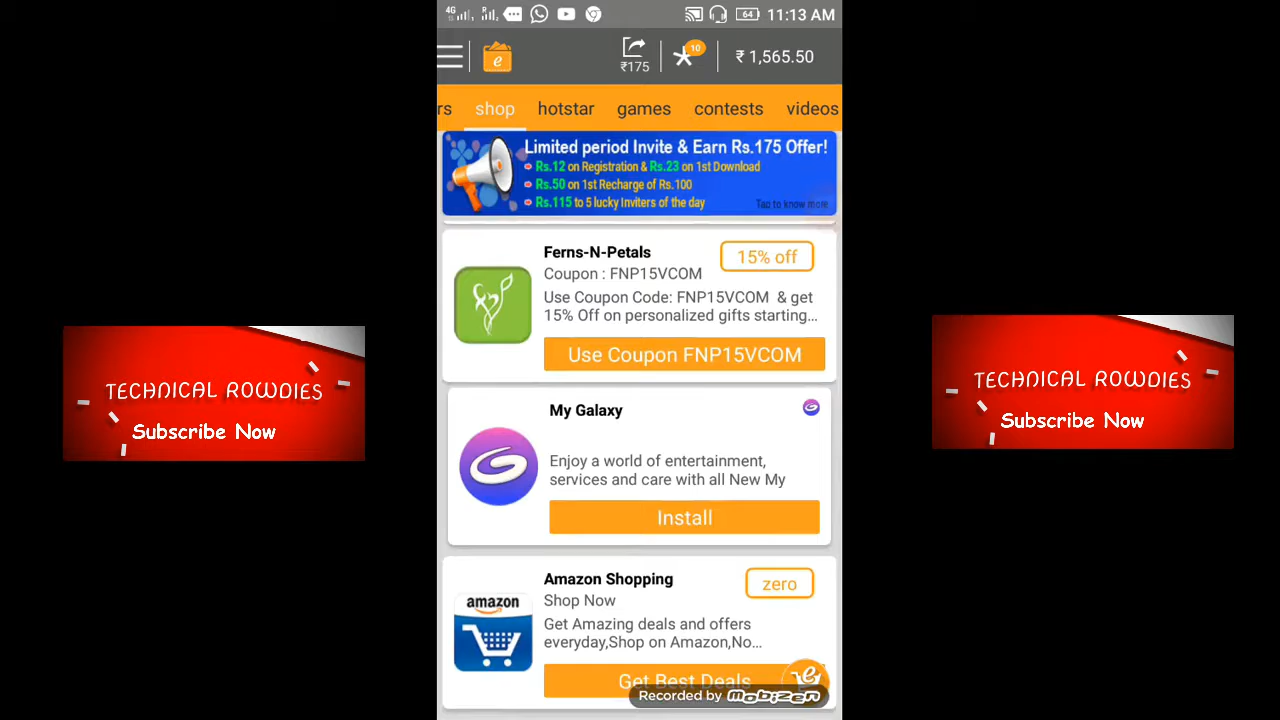 4G
64
11:13 AM
e
₹175
10
₹ 1,565.50
rs
shop
hotstar
games
contests
videos
Limited period Invite & Earn Rs.175 Offer!
Rs.12 on Registration & Rs.23 on 1st Download
Rs.50 on 1st Recharge of Rs.100
Rs.115 to 5 lucky Inviters of the day
Tap to know more
Ferns-N-Petals
15% off
Coupon : FNP15VCOM
Use Coupon Code: FNP15VCOM & get
15% Off on personalized gifts starting...
Use Coupon FNP15VCOM
My Galaxy
Enjoy a world of entertainment,
services and care with all New My
Install
Amazon Shopping
zero
amazon
Shop Now
Get Amazing deals and offers
everyday,Shop on Amazon,No...
Get Best Deals
e
Recorded by mobizen
TECHNICAL ROWDIES
Subscribe Now
TECHNICAL ROWDIES
Subscribe Now